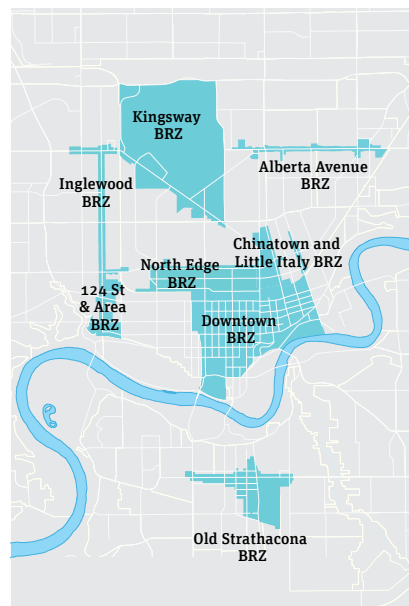 Kingsway
BRZ
Alberta Avenue
BRZ
Inglewood
BRZ
Chinatown and
Little Italy BRZ
North Edge
BRZ
124 St
& Area
BRZ
Downtown
BRZ
Old Strathacona
BRZ